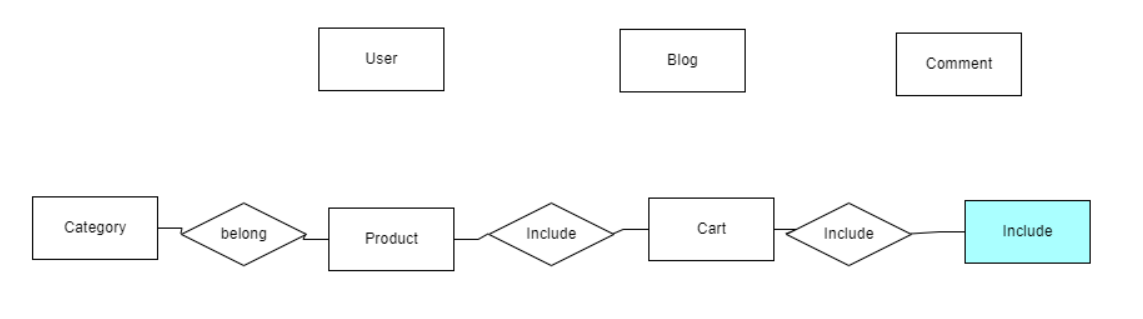 User
Blog
Comment
Category
belong
Product
Include
Cart
Include
Include